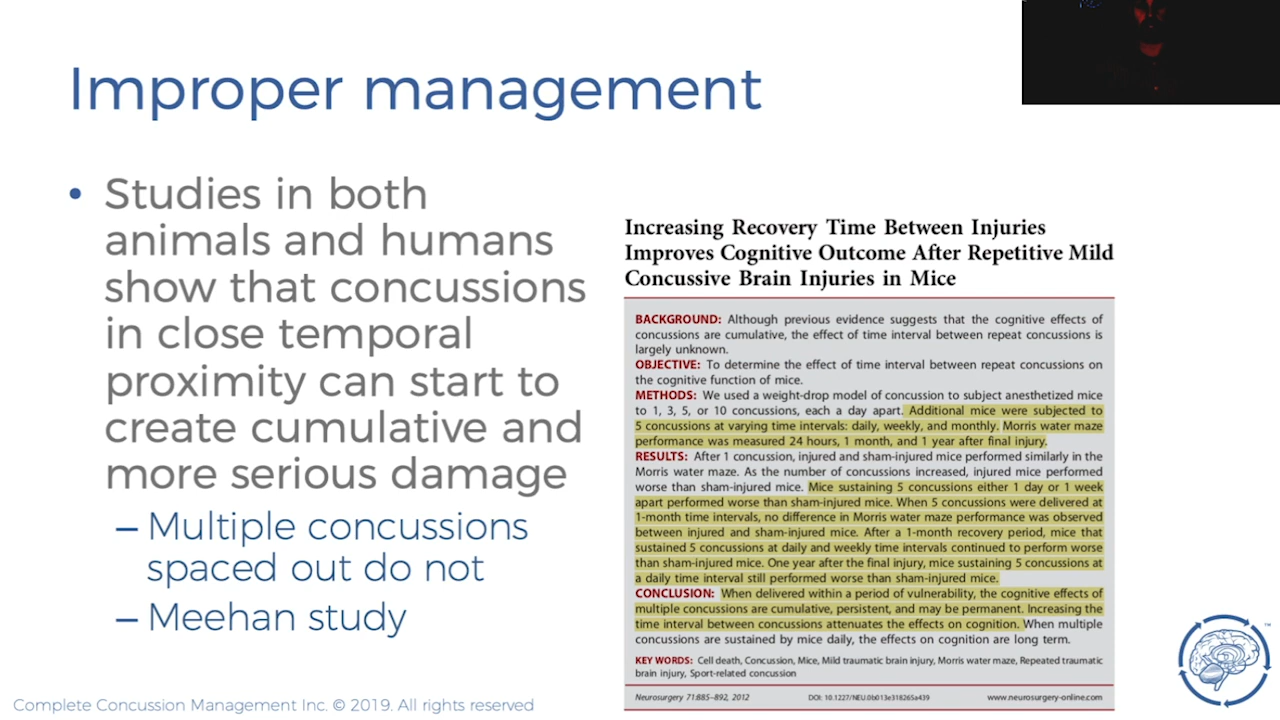 Improper management
• Studies in both
animals and humans
show that concussions
in close temporal
proximity can start to
create cumulative and
more serious damage
– Multiple concussions
spaced out do not
– Meehan study
Increasing Recovery Time Between Injuries
Improves Cognitive Outcome After Repetitive Mild
Concussive Brain Injuries in Mice
BACKGROUND: Although previous evidence suggests that the cognitive effects of
concussions are cumulative, the effect of time interval between repeat concussions is
largely unknown.
OBJECTIVE: To determine the effect of time interval between repeat concussions on
the cognitive function of mice.
METHODS: We used a weight-drop model of concussion to subject anesthetized mice
to 1, 3, 5, or 10 concussions, each a day apart. Additional mice were subjected to
5 concussions at varying time intervals: daily, weekly, and monthly. Morris water maze
performance was measured 24 hours, 1 month, and 1 year after final injury.
RESULTS: After 1 concussion, injured and sham-injured mice performed similarly in the
Morris water maze. As the number of concussions increased, injured mice performed
worse than sham-injured mice. Mice sustaining 5 concussions either 1 day or 1 week
apart performed worse than sham-injured mice. When 5 concussions were delivered at
1-month time intervals, no difference in Morris water maze performance was observed
between injured and sham-injured mice. After a 1-month recovery period, mice that
sustained 5 concussions at daily and weekly time intervals continued to perform worse
than sham-injured mice. One year after the final injury, mice sustaining 5 concussions at
a daily time interval still performed worse than sham-injured mice.
CONCLUSION: When delivered within a period of vulnerability, the cognitive effects of
multiple concussions are cumulative, persistent, and may be permanent. Increasing the
time interval between concussions attenuates the effects on cognition. When multiple
concussions are sustained by mice daily, the effects on cognition are long term.
KEY WORDS: Cell death, Concussion, Mice, Mild traumatic brain injury, Morris water maze, Repeated traumatic
brain injury, Sport-related concussion
Neurosurgery 71:885–892, 2012 DOI: 10.1227/NEU.0b013e318265a439 www.neurosurgery-online.com
Complete Concussion Management Inc. © 2019. All rights reserved
™